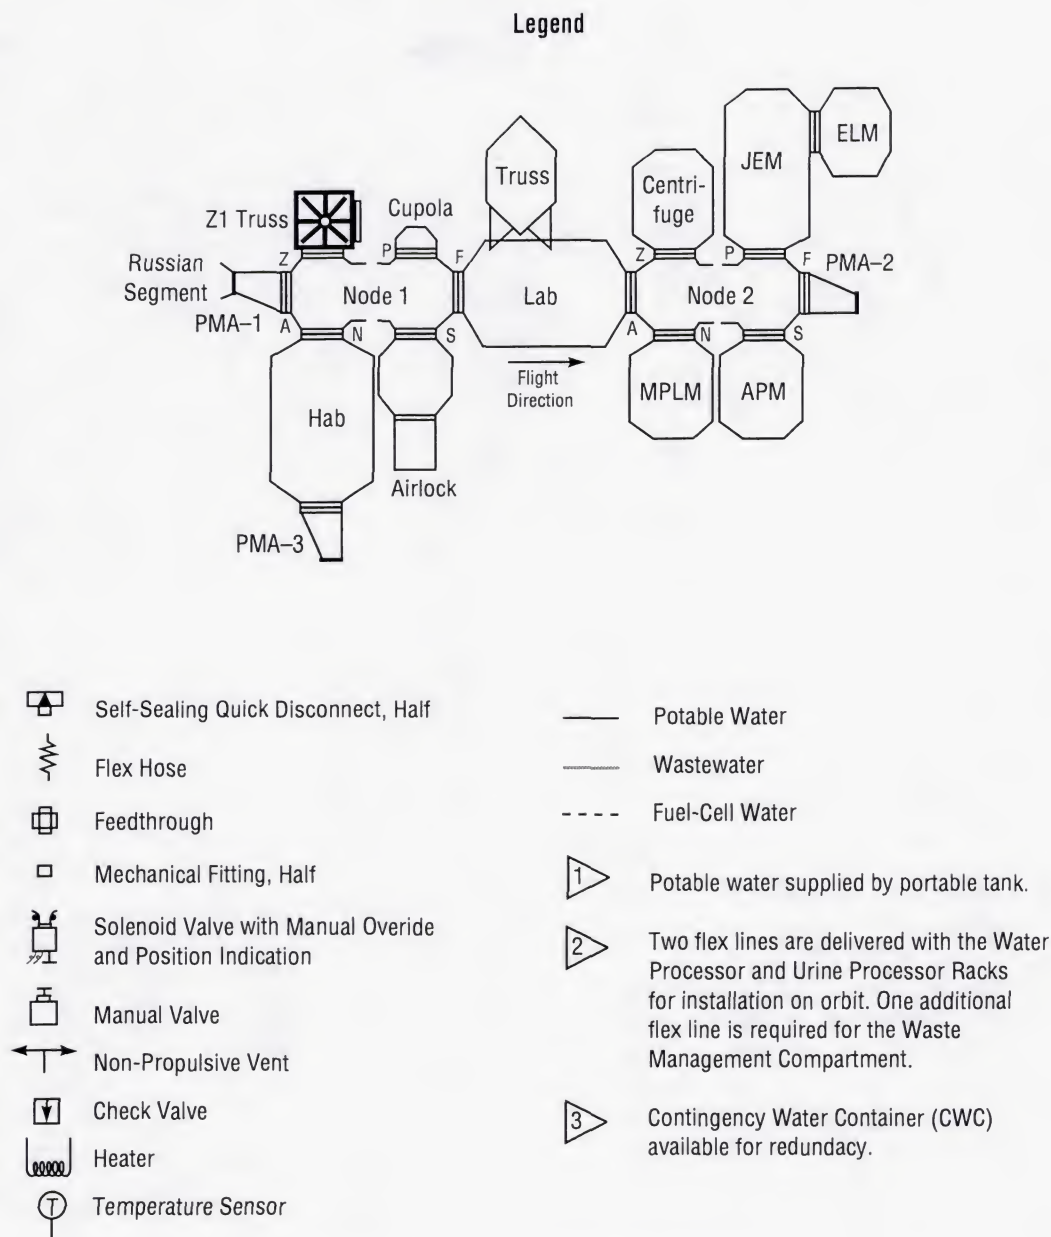 Legend
JEM
ELM
Truss
Centri-
fuge
Z1 Truss
Cupola
Russian
Segment
Z
P
F
Z
P
F
PMA–2
Node 1
Lab
Node 2
PMA–1
A
N
S
A
N
S
Flight
Direction
MPLM
APM
Hab
Airlock
PMA–3
Self-Sealing Quick Disconnect, Half
Flex Hose
Feedthrough
Mechanical Fitting, Half
Solenoid Valve with Manual Overide
and Position Indication
Manual Valve
Non-Propulsive Vent
Check Valve
Heater
T
Temperature Sensor
Potable Water
Wastewater
Fuel-Cell Water
1
Potable water supplied by portable tank.
2
Two flex lines are delivered with the Water
Processor and Urine Processor Racks
for installation on orbit. One additional
flex line is required for the Waste
Management Compartment.
3
Contingency Water Container (CWC)
available for redundacy.